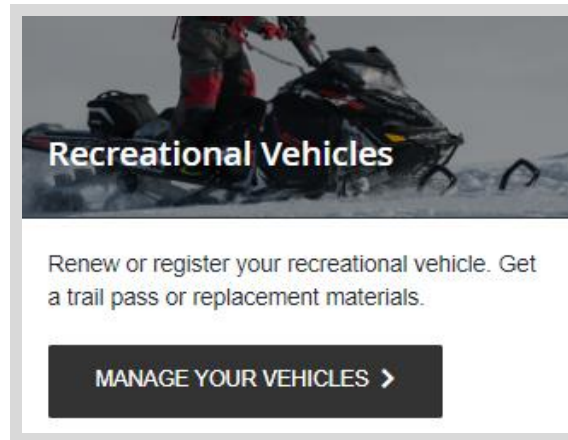 Recreational Vehicles
Renew or register your recreational vehicle. Get
a trail pass or replacement materials.
MANAGE YOUR VEHICLES >